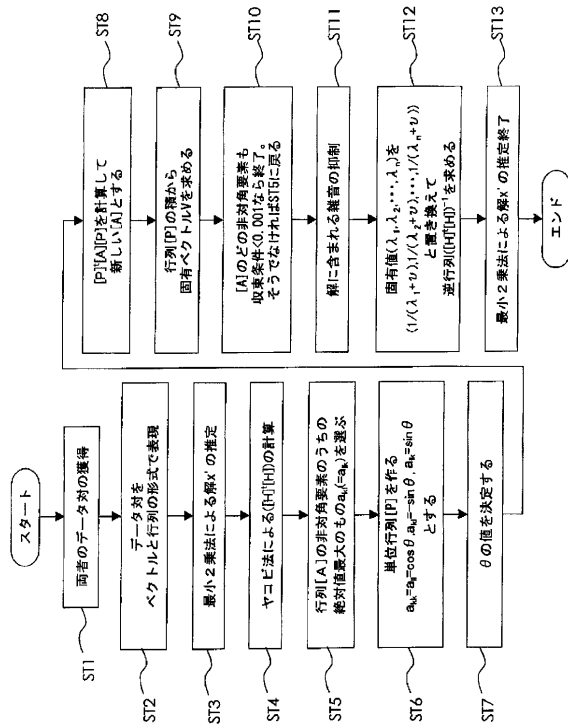 スタート
ST1
両者のデータ対の獲得
ST2
データ対を
ベクトルと行列の形式で表現
ST3
最小2乗法による解x'の推定
ST4
ヤコビ法による([H]ᵗ[H])の計算
ST5
行列[A]の非対角要素のうちの
絶対値最大のものaₖₗ(=aₗₖ)を選ぶ
ST6
単位行列[P]を作る
aₖₖ=aₗₗ=cosθ,aₖₗ=-sinθ,aₗₖ=sinθ
とする
ST7
θの値を決定する
ST8
[P]ᵗ[A][P]を計算して
新しい[A]とする
ST9
行列[P]の積から
固有ベクトルVを求める
ST10
[A]のどの非対角要素も
収束条件<0.001なら終了。
そうでなければST5に戻る
ST11
解に含まれる雑音の抑制
ST12
固有値(λ₁,λ₂,…,λₙ)を
(1/(λ₁+υ),1/(λ₂+υ),…,1/(λₙ+υ))
と置き換えて
逆行列([H]ᵗ[H])⁻¹を求める
ST13
最小2乗法による解x'の推定終了
エンド